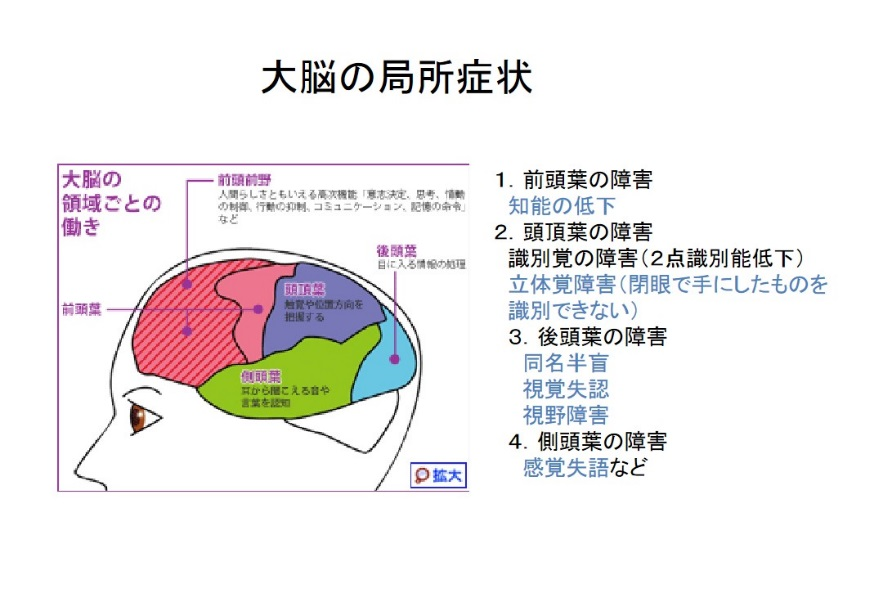 大脳の局所症状
大脳の
領域ごとの
働き
前頭前野
人間らしさともいえる高次機能「意志決定、思考、情動
の制御、行動の抑制、コミュニケーション、記憶の命令」
など
後頭葉
目に入る情報の処理
前頭葉
頭頂葉
触覚や位置方向を
把握する
側頭葉
耳から聞こえる音や
言葉を認知
拡大
1. 前頭葉の障害
知能の低下
2. 頭頂葉の障害
識別覚の障害(2点識別能低下)
立体覚障害(閉眼で手にしたものを
識別できない)
3. 後頭葉の障害
同名半盲
視覚失認
視野障害
4. 側頭葉の障害
感覚失語など